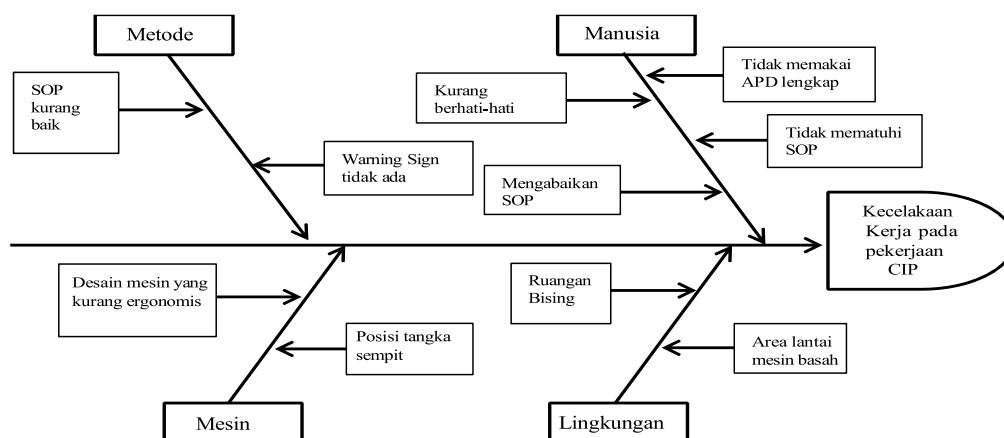 Metode
Manusia
SOP
kurang
baik
Kurang
berhati-hati
Tidak memakai
APD lengkap
Warning Sign
tidak ada
Mengabaikan
SOP
Tidak mematuhi
SOP
Kecelakaan
Kerja pada
pekerjaan
CIP
Desain mesin yang
kurang ergonomis
Posisi tangka
sempit
Ruangan
Bising
Area lantai
mesin basah
Mesin
Lingkungan